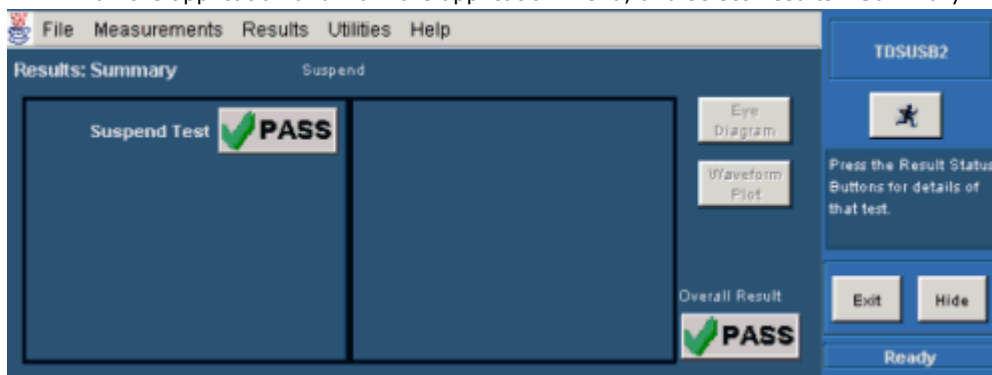 File Measurements Results Utilities Help
TDSUSB2
Results: Summary Suspend
Suspend Test PASS
Eye
Diagram
Waveform
Plot
Press the Result Status
Buttons for details of
that test.
Overall Result
PASS
Exit Hide
Ready